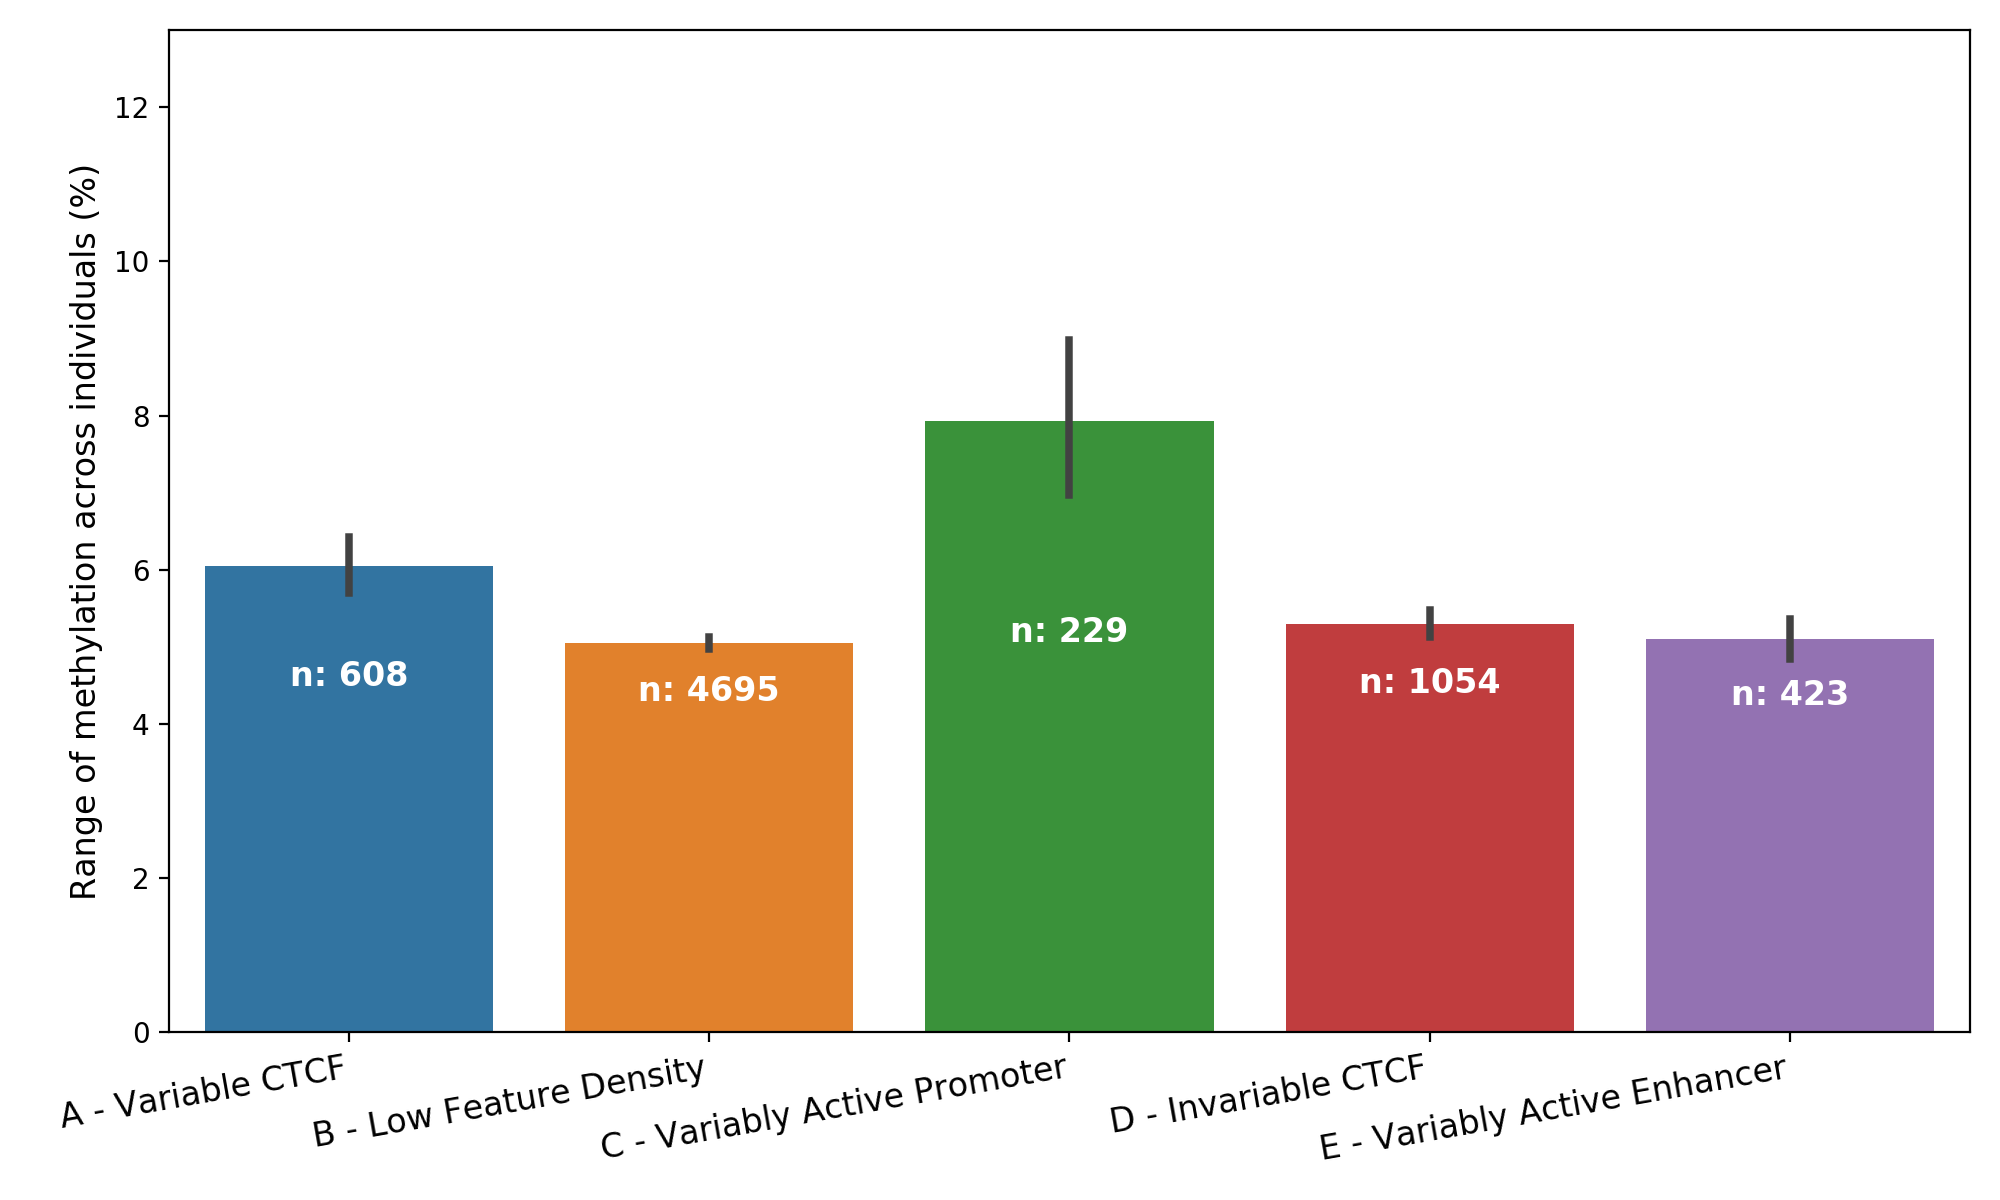 Range of methylation across individuals (%)
12
10
8
6
4
2
0
n: 608
n: 4695
n: 229
n: 1054
n: 423
A - Variable CTCF
B - Low Feature Density
C - Variably Active Promoter
D - Invariable CTCF
E - Variably Active Enhancer